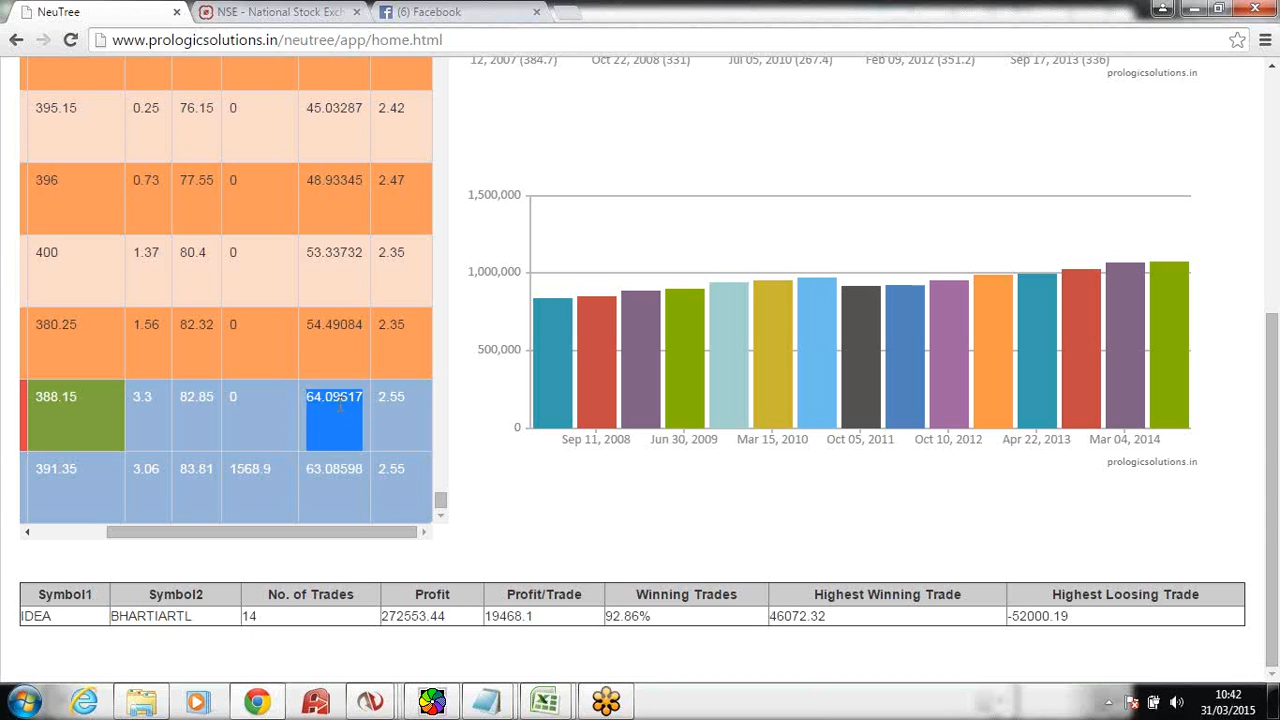 NeuTree
NSE - National Stock Exch
(6) Facebook
www.prologicsolutions.in/neutree/app/home.html
12, 2007 (384.7) Oct 22, 2008 (331) Jul 05, 2010 (267.4) Feb 09, 2012 (351.2) Sep 17, 2013 (336)
prologicsolutions.in
395.15 0.25 76.15 0 45.03287 2.42
396 0.73 77.55 0 48.93345 2.47
400 1.37 80.4 0 53.33732 2.35
380.25 1.56 82.32 0 54.49084 2.35
388.15 3.3 82.85 0 64.09517 2.55
391.35 3.06 83.81 1568.9 63.08598 2.55
1,500,000
1,000,000
500,000
0
Sep 11, 2008 Jun 30, 2009 Mar 15, 2010 Oct 05, 2011 Oct 10, 2012 Apr 22, 2013 Mar 04, 2014
prologicsolutions.in
Symbol1 Symbol2 No. of Trades Profit Profit/Trade Winning Trades Highest Winning Trade Highest Loosing Trade
IDEA BHARTIARTL 14 272553.44 19468.1 92.86% 46072.32 -52000.19
10:42
31/03/2015